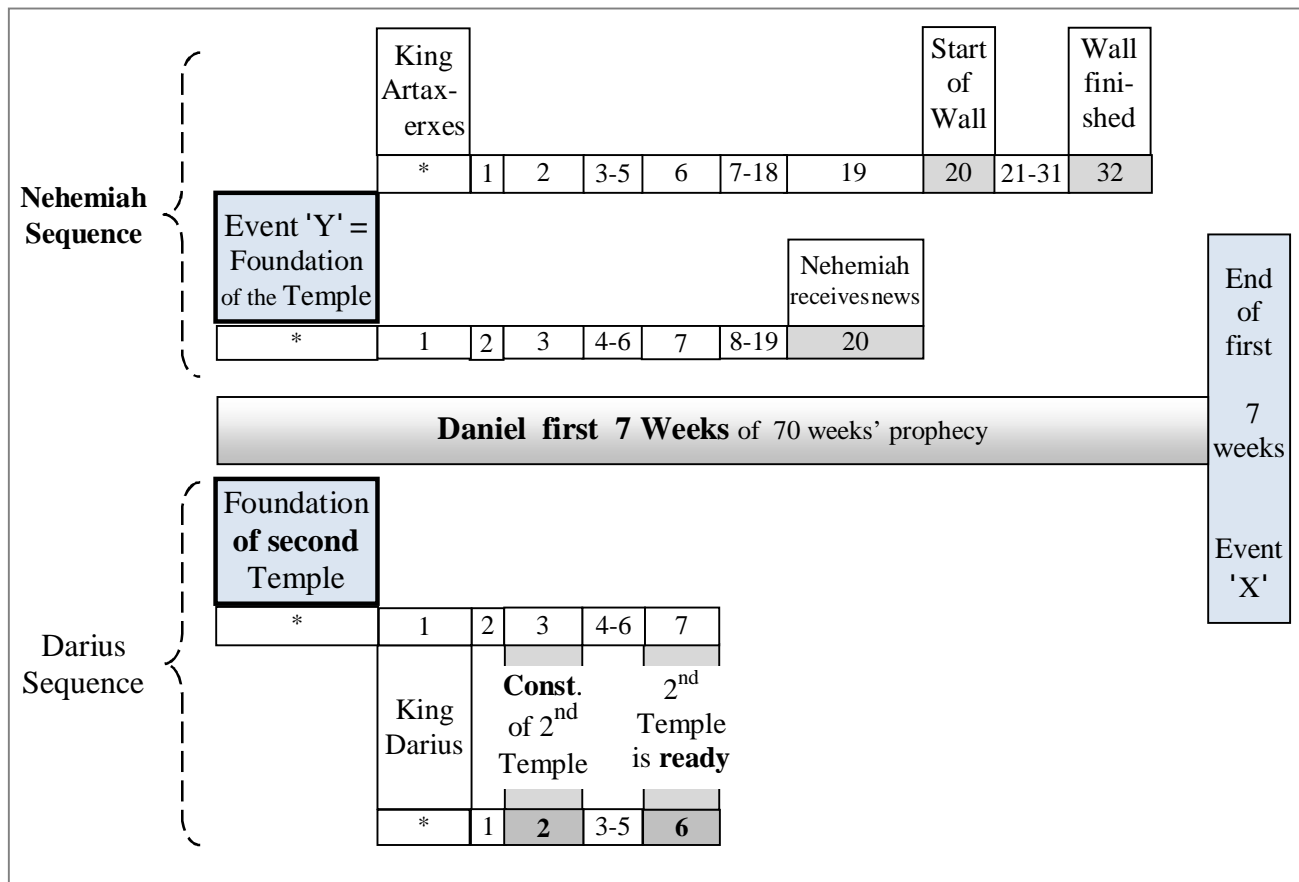 King
Artax-
erxes
Start
of
Wall
Wall
fini-
shed
* 1 2 3-5 6 7-18 19 20 21-31 32
Nehemiah
Sequence
Event 'Y' =
Foundation
of the Temple
Nehemiah
receives news
* 1 2 3 4-6 7 8-19 20
End
of
first
7
weeks
Event
'X'
Daniel first 7 Weeks of 70 weeks’ prophecy
Foundation
of second
Temple
* 1 2 3 4-6 7
Darius
Sequence
King
Darius
Const.
of 2nd
Temple
2nd
Temple
is ready
* 1 2 3-5 6